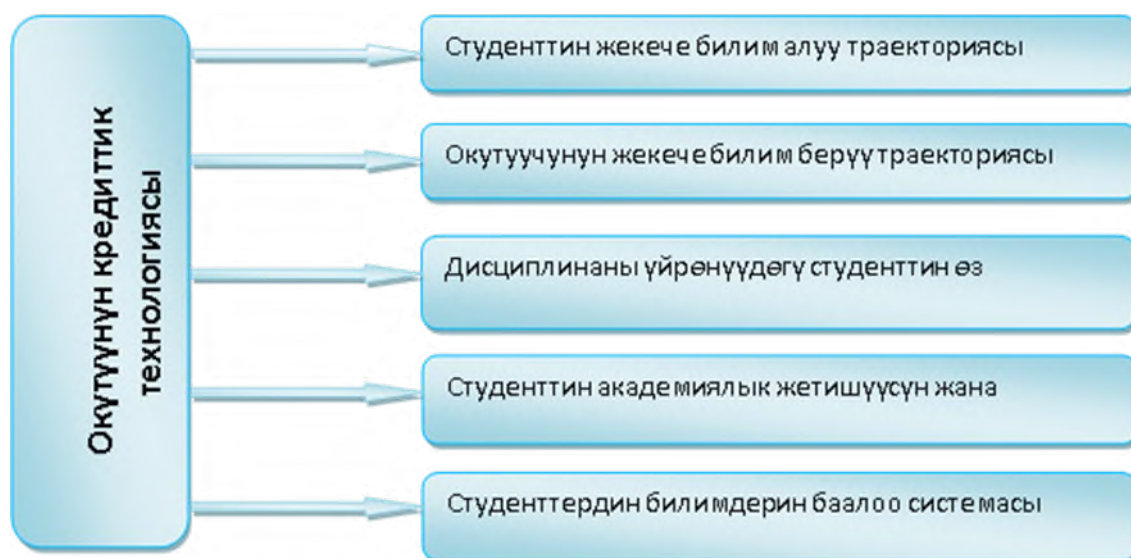 Окүтүүнүн кредиттик
технологиясы
Студенттин жекече билим алуу траекториясы
Окутуучунун жекече билим берүү траекториясы
Дисциплинаны үйрөнүүдөгү студенттин өз
Студенттин академиялык жетишүүсүн жана
Студенттердин билимдерин баалоо системасы